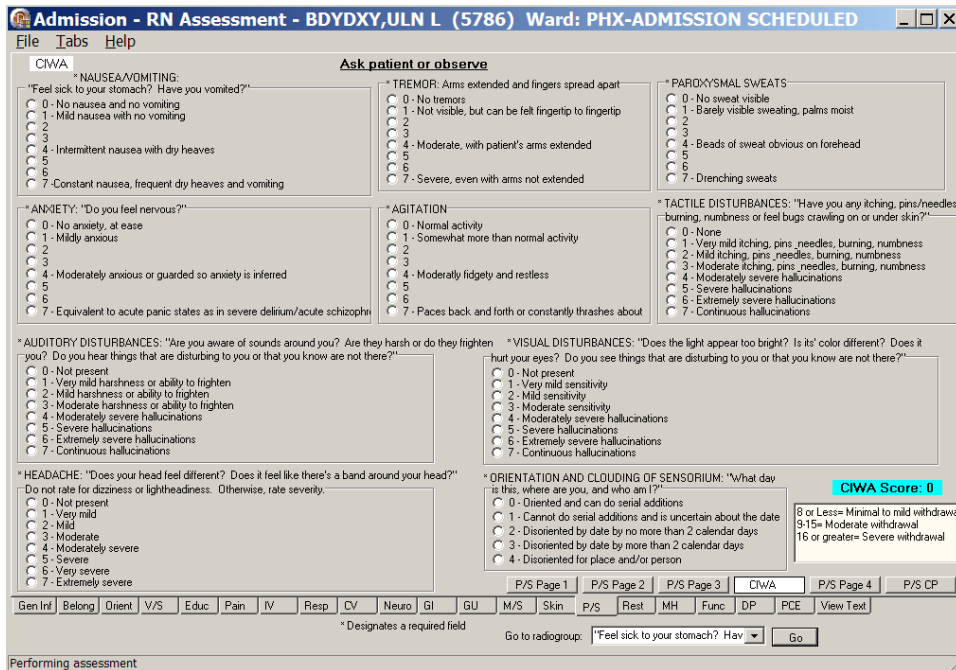 Admission - RN Assessment - BDYDXY,ULN L (5786) Ward: PHX-ADMISSION SCHEDULED
File Tabs Help
CIWA
Ask patient or observe
* NAUSEA/VOMITING:
"Feel sick to your stomach? Have you vomited?"
0 - No nausea and no vomiting
1 - Mild nausea with no vomiting
2
3
4 - Intermittent nausea with dry heaves
5
6
7 -Constant nausea, frequent dry heaves and vomiting
* TREMOR: Arms extended and fingers spread apart
0 - No tremors
1 - Not visible, but can be felt fingertip to fingertip
2
3
4 - Moderate, with patient's arms extended
5
6
7 - Severe, even with arms not extended
* PAROXYSMAL SWEATS
0 - No sweat visible
1 - Barely visible sweating, palms moist
2
3
4 - Beads of sweat obvious on forehead
5
6
7 - Drenching sweats
* ANXIETY: "Do you feel nervous?"
0 - No anxiety, at ease
1 - Mildly anxious
2
3
4 - Moderately anxious or guarded so anxiety is inferred
5
6
7 - Equivalent to acute panic states as in severe delirium/acute schizophr
* AGITATION
0 - Normal activity
1 - Somewhat more than normal activity
2
3
4 - Moderatly fidgety and restless
5
6
7 - Paces back and forth or constantly thrashes about
* TACTILE DISTURBANCES: "Have you any itching, pins/needles
burning, numbness or feel bugs crawling on or under skin?"
0 - None
1 - Very mild itching, pins_needles, burning, numbness
2 - Mild itching, pins_needles, burning, numbness
3 - Moderate itching, pins_needles, burning, numbness
4 - Moderately severe hallucinations
5 - Severe hallucinations
6 - Extremely severe hallucinations
7 - Continuous hallucinations
* AUDITORY DISTURBANCES: "Are you aware of sounds around you? Are they harsh or do they frighten
you? Do you hear things that are disturbing to you or that you know are not there?"
0 - Not present
1 - Very mild harshness or ability to frighten
2 - Mild harshness or ability to frighten
3 - Moderate harshness or ability to frighten
4 - Moderately severe hallucinations
5 - Severe hallucinations
6 - Extremely severe hallucinations
7 - Continuous hallucinations
* VISUAL DISTURBANCES: "Does the light appear too bright? Is its' color different? Does it
hurt your eyes? Do you see things that are disturbing to you or that you know are not there?"
0 - Not present
1 - Very mild sensitivity
2 - Mild sensitivity
3 - Moderate sensitivity
4 - Moderately severe hallucinations
5 - Severe hallucinations
6 - Extremely severe hallucinations
7 - Continuous hallucinations
* HEADACHE: "Does your head feel different? Does it feel like there's a band around your head?"
Do not rate for dizziness or lightheadiness. Otherwise, rate severity.
0 - Not present
1 - Very mild
2 - Mild
3 - Moderate
4 - Moderately severe
5 - Severe
6 - Very severe
7 - Extremely severe
* ORIENTATION AND CLOUDING OF SENSORIUM: "What day
is this, where are you, and who am I?"
0 - Oriented and can do serial additions
1 - Cannot do serial additions and is uncertain about the date
2 - Disoriented by date by no more than 2 calendar days
3 - Disoriented by date by more than 2 calendar days
4 - Disoriented for place and/or person
CIWA Score: 0
8 or Less= Minimal to mild withdrawa
9-15= Moderate withdrawal
16 or greater= Severe withdrawal
P/S Page 1 P/S Page 2 P/S Page 3 CIWA P/S Page 4 P/S CP
Gen Inf Belong Orient V/S Educ Pain IV Resp CV Neuro GI GU M/S Skin P/S Rest MH Func DP PCE View Text
* Designates a required field
Go to radiogroup: "Feel sick to your stomach? Hav Go
Performing assessment